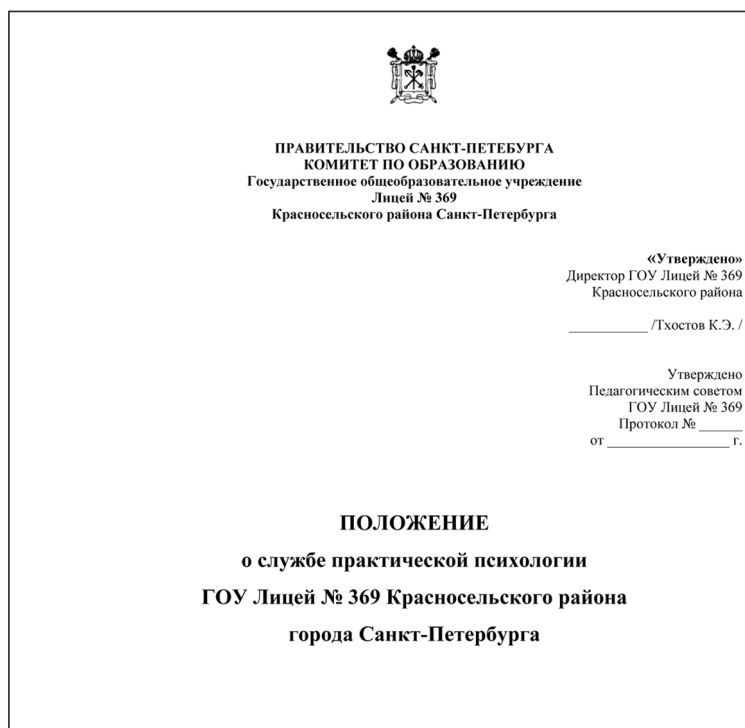 ПРАВИТЕЛЬСТВО САНКТ-ПЕТЕБУРГА
КОМИТЕТ ПО ОБРАЗОВАНИЮ
Государственное общеобразовательное учреждение
Лицей № 369
Красносельского района Санкт-Петербурга
«Утверждено»
Директор ГОУ Лицей № 369
Красносельского района
___________ /Тхостов К.Э. /
Утверждено
Педагогическим советом
ГОУ Лицей № 369
Протокол № ______
от _________________ г.
ПОЛОЖЕНИЕ
о службе практической психологии
ГОУ Лицей № 369 Красносельского района
города Санкт-Петербурга